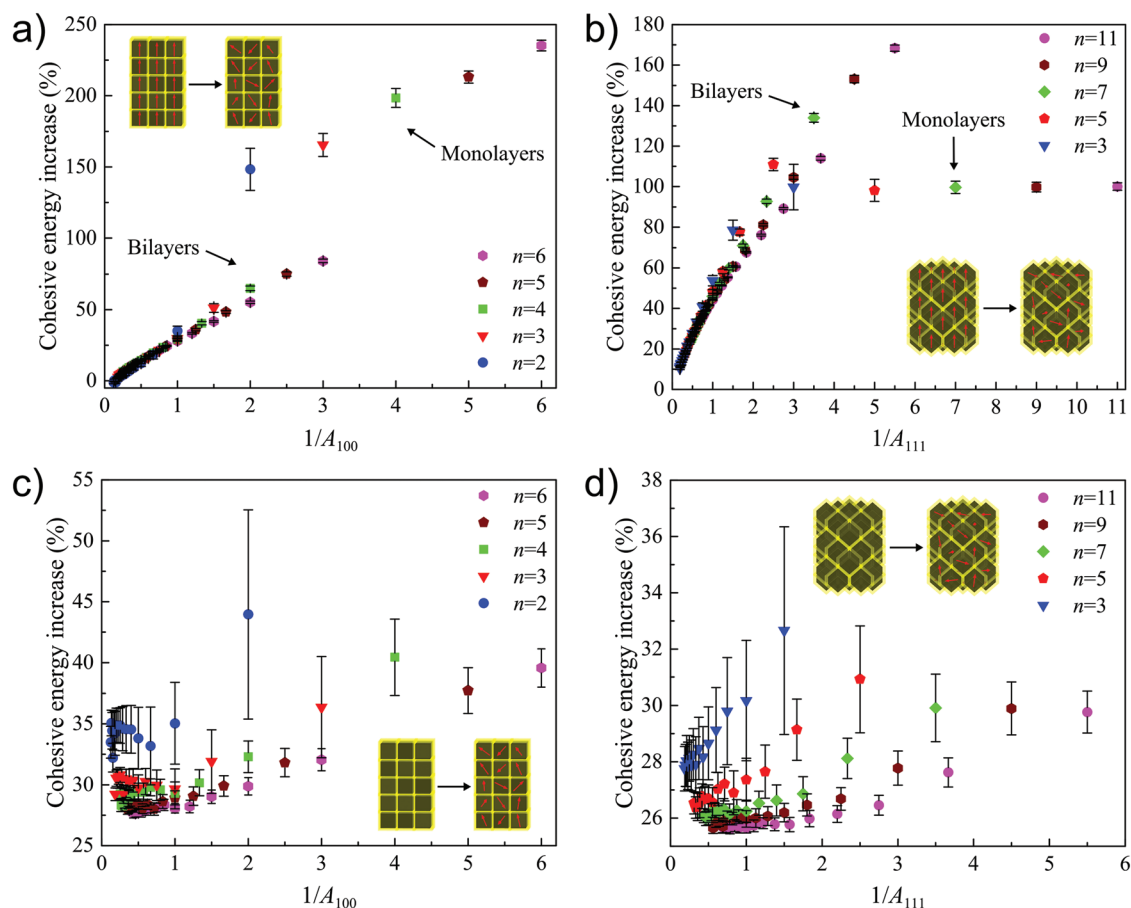 a)
250
200
150
100
50
0
Cohesive energy increase (%)
0
1
2
3
4
5
6
1/A100
Monolayers
Bilayers
n=6
n=5
n=4
n=3
n=2
b)
180
160
140
120
100
80
60
40
20
0
Cohesive energy increase (%)
0
1
2
3
4
5
6
7
8
9
10
11
1/A111
Bilayers
Monolayers
n=11
n=9
n=7
n=5
n=3
c)
55
50
45
40
35
30
25
Cohesive energy increase (%)
0
1
2
3
4
5
6
1/A100
n=6
n=5
n=4
n=3
n=2
d)
38
36
34
32
30
28
26
Cohesive energy increase (%)
0
1
2
3
4
5
6
1/A111
n=11
n=9
n=7
n=5
n=3